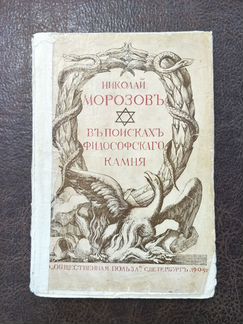 НИКОЛАЙ
МОРОЗОВЪ
ВЪ ПОИСКАХЪ
ФИЛОСОФСКАГО
КАМНЯ
"ОБЩЕСТВЕННАЯ ПОЛЬЗА" С.ПЕТЕРБУРГЪ 1909